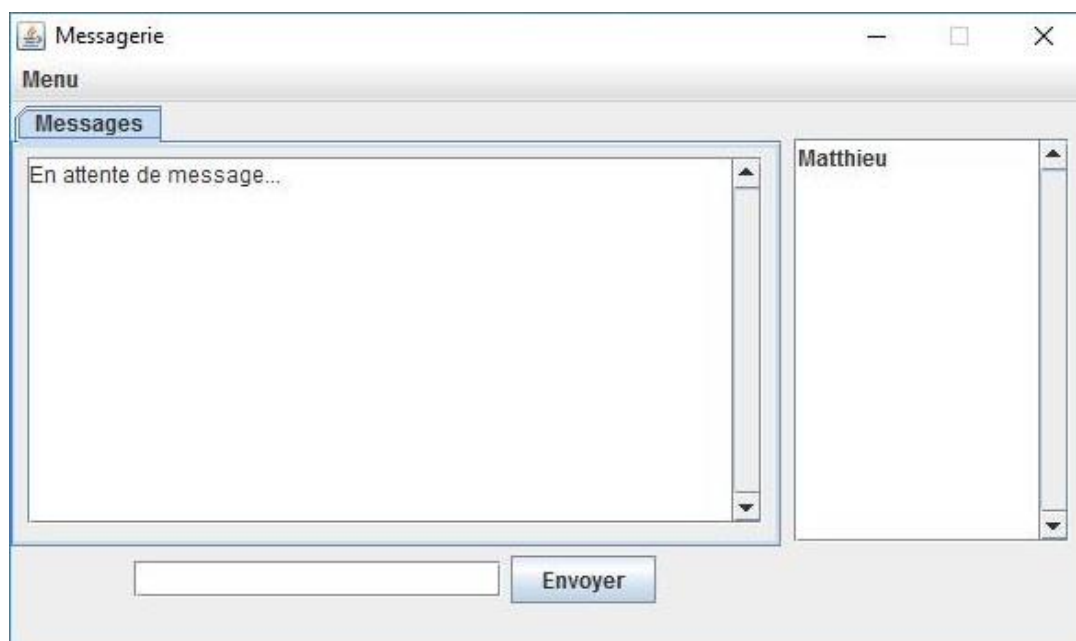 Messagerie
Menu
Messages
En attente de message...
Matthieu
Envoyer